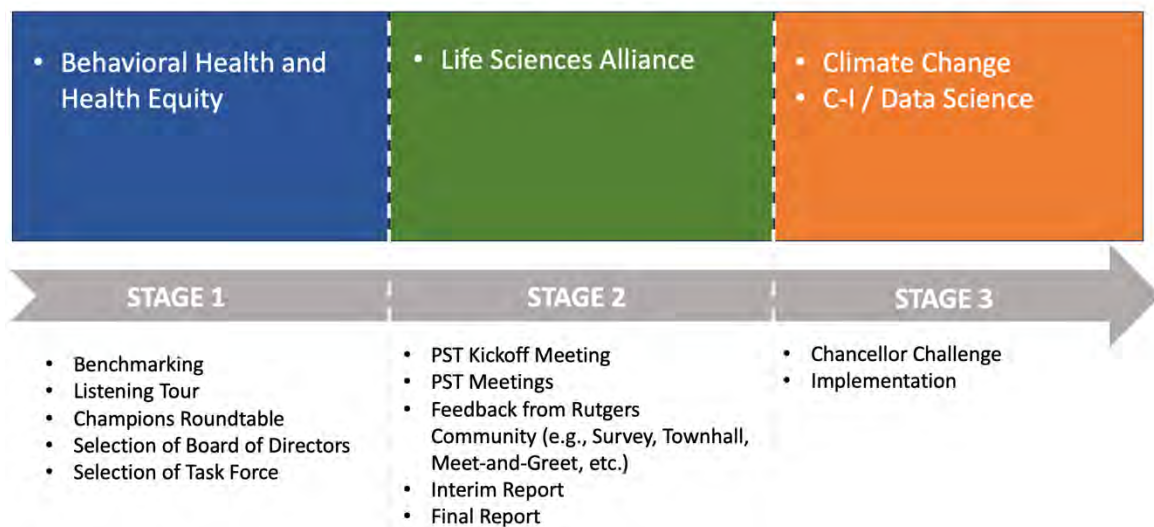 • Behavioral Health and
Health Equity
• Life Sciences Alliance
• Climate Change
• C-I / Data Science
STAGE 1
STAGE 2
STAGE 3
• Benchmarking
• Listening Tour
• Champions Roundtable
• Selection of Board of Directors
• Selection of Task Force
• PST Kickoff Meeting
• PST Meetings
• Feedback from Rutgers
Community (e.g., Survey, Townhall,
Meet-and-Greet, etc.)
• Interim Report
• Final Report
• Chancellor Challenge
• Implementation